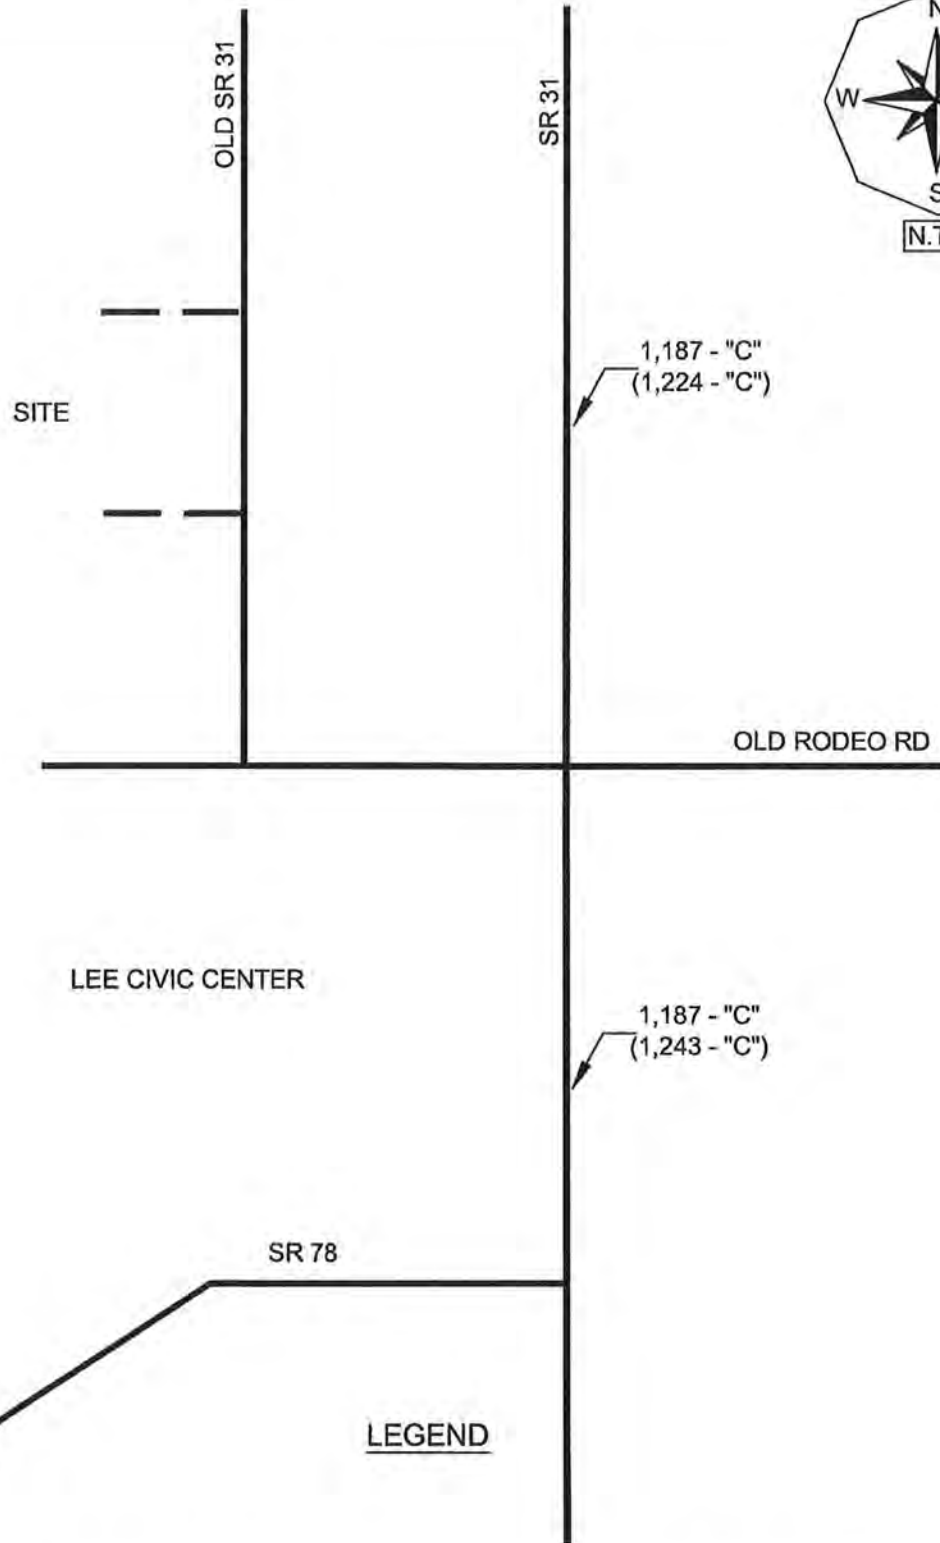 OLD SR 31
SR 31
N
W
S
1,187 - "C"
(1,224 - "C")
SITE
OLD RODEO RD
LEE CIVIC CENTER
1,187 - "C"
(1,243 - "C")
SR 78
LEGEND